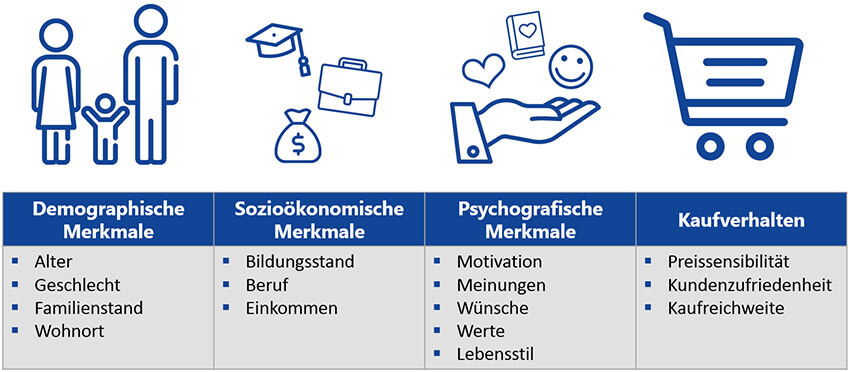 $
Demographische
Merkmale
Sozioökonomische
Merkmale
Psychografische
Merkmale
Kaufverhalten
Alter
Geschlecht
Familienstand
Wohnort
Bildungsstand
Beruf
Einkommen
Motivation
Meinungen
Wünsche
Werte
Lebensstil
Preissensibilität
Kundenzufriedenheit
Kaufreichweite